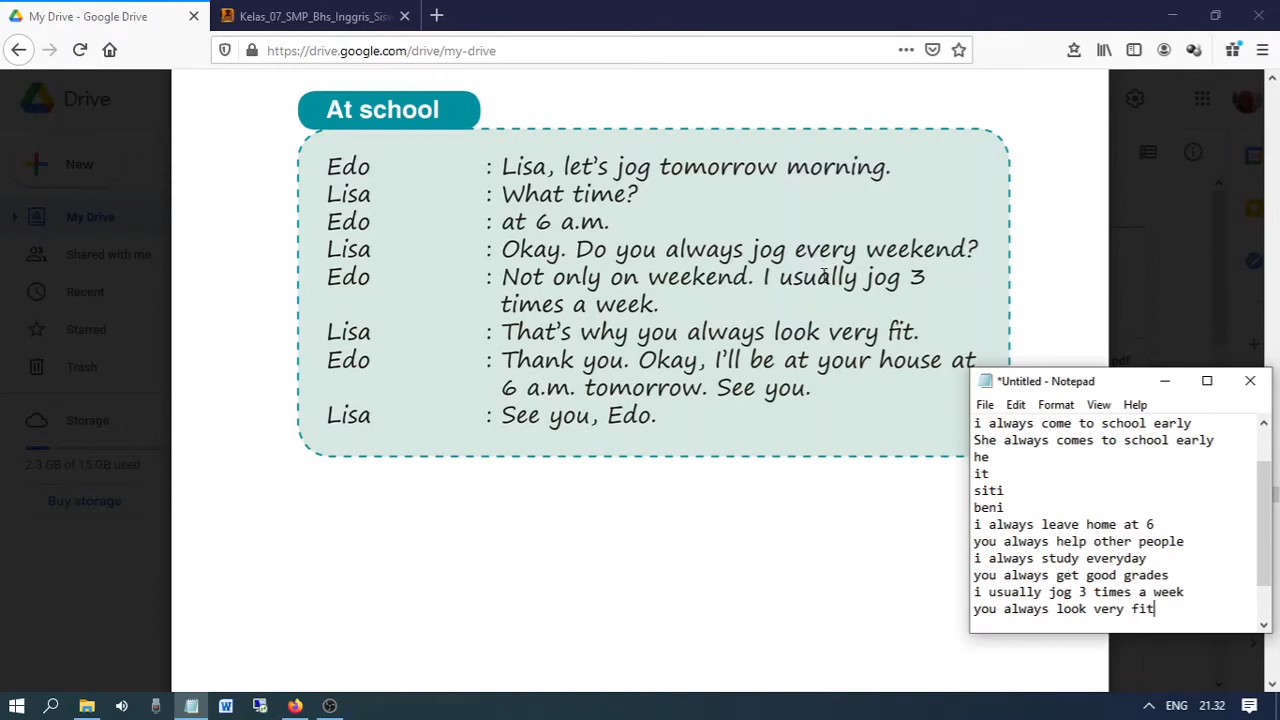 My Drive - Google Drive
Kelas_07_SMP_Bhs_Inggris_Sisw
https://drive.google.com/drive/my-drive
Drive
New
My Drive
Shared with me
Recent
Starred
Trash
Storage
2.3 GB of 15 GB used
Buy storage
At school
Edo : Lisa, let's jog tomorrow morning.
Lisa : What time?
Edo : at 6 a.m.
Lisa : Okay. Do you always jog every weekend?
Edo : Not only on weekend. I usually jog 3
times a week.
Lisa : That's why you always look very fit.
Edo : Thank you. Okay, I'll be at your house at
6 a.m. tomorrow. See you.
Lisa : See you, Edo.
.pdf
*Untitled - Notepad
File Edit Format View Help
i always come to school early
She always comes to school early
he
it
siti
beni
i always leave home at 6
you always help other people
i always study everyday
you always get good grades
i usually jog 3 times a week
you always look very fit
ENG 21.32